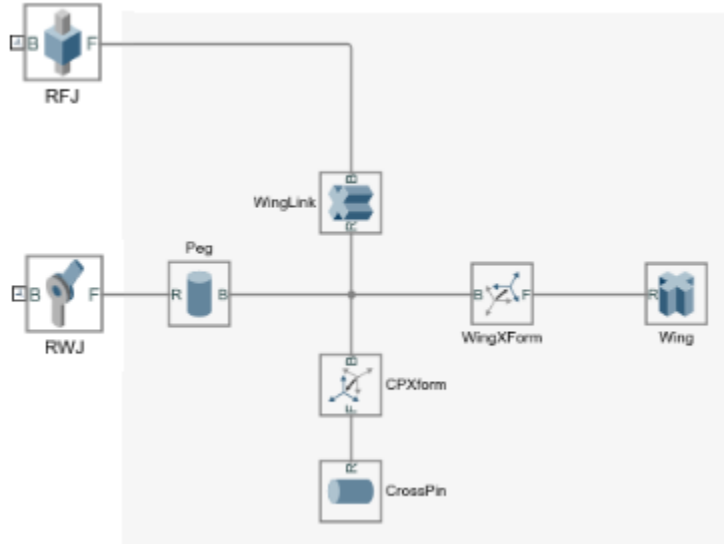 B F
RFJ
B
WingLink
R
Peg
B F
R B
B F
R
RWJ
WingXForm
Wing
B
CPXform
F
R
CrossPin